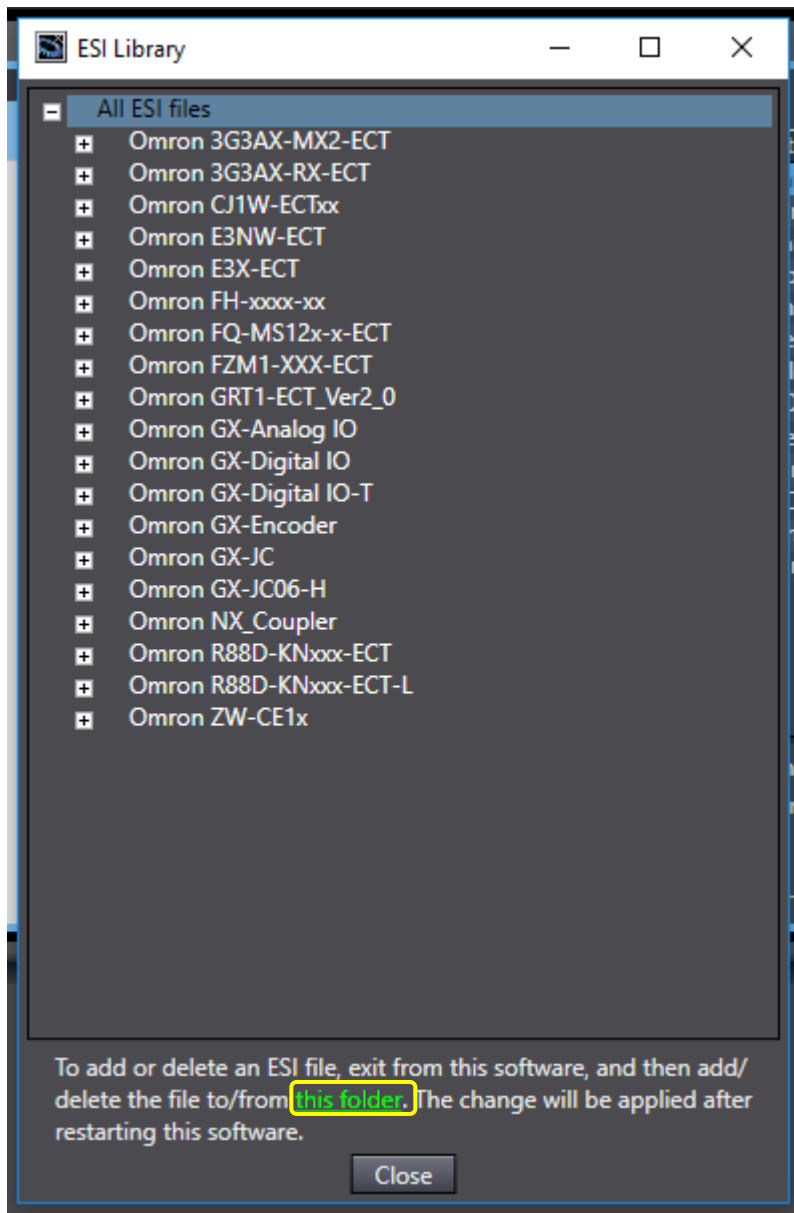 ESI Library
All ESI files
Omron 3G3AX-MX2-ECT
Omron 3G3AX-RX-ECT
Omron CJ1W-ECTxx
Omron E3NW-ECT
Omron E3X-ECT
Omron FH-xxxx-xx
Omron FQ-MS12x-x-ECT
Omron FZM1-XXX-ECT
Omron GRT1-ECT_Ver2_0
Omron GX-Analog IO
Omron GX-Digital IO
Omron GX-Digital IO-T
Omron GX-Encoder
Omron GX-JC
Omron GX-JC06-H
Omron NX_Coupler
Omron R88D-KNxxx-ECT
Omron R88D-KNxxx-ECT-L
Omron ZW-CE1x
To add or delete an ESI file, exit from this software, and then add/
delete the file to/from this folder. The change will be applied after
restarting this software.
Close